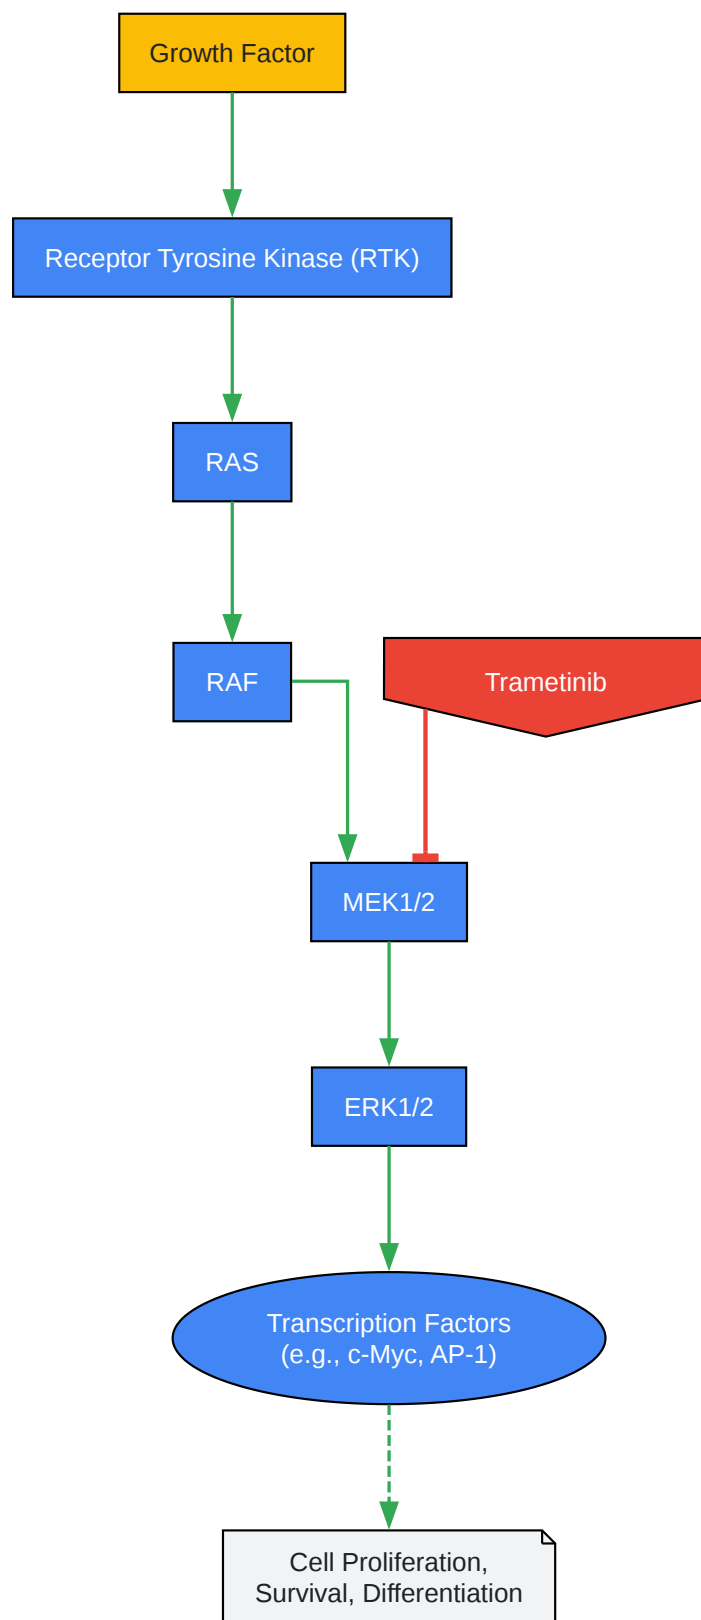 Growth Factor
Receptor Tyrosine Kinase (RTK)
RAS
RAF
Trametinib
MEK1/2
ERK1/2
Transcription Factors
(e.g., c-Myc, AP-1)
Cell Proliferation,
Survival, Differentiation